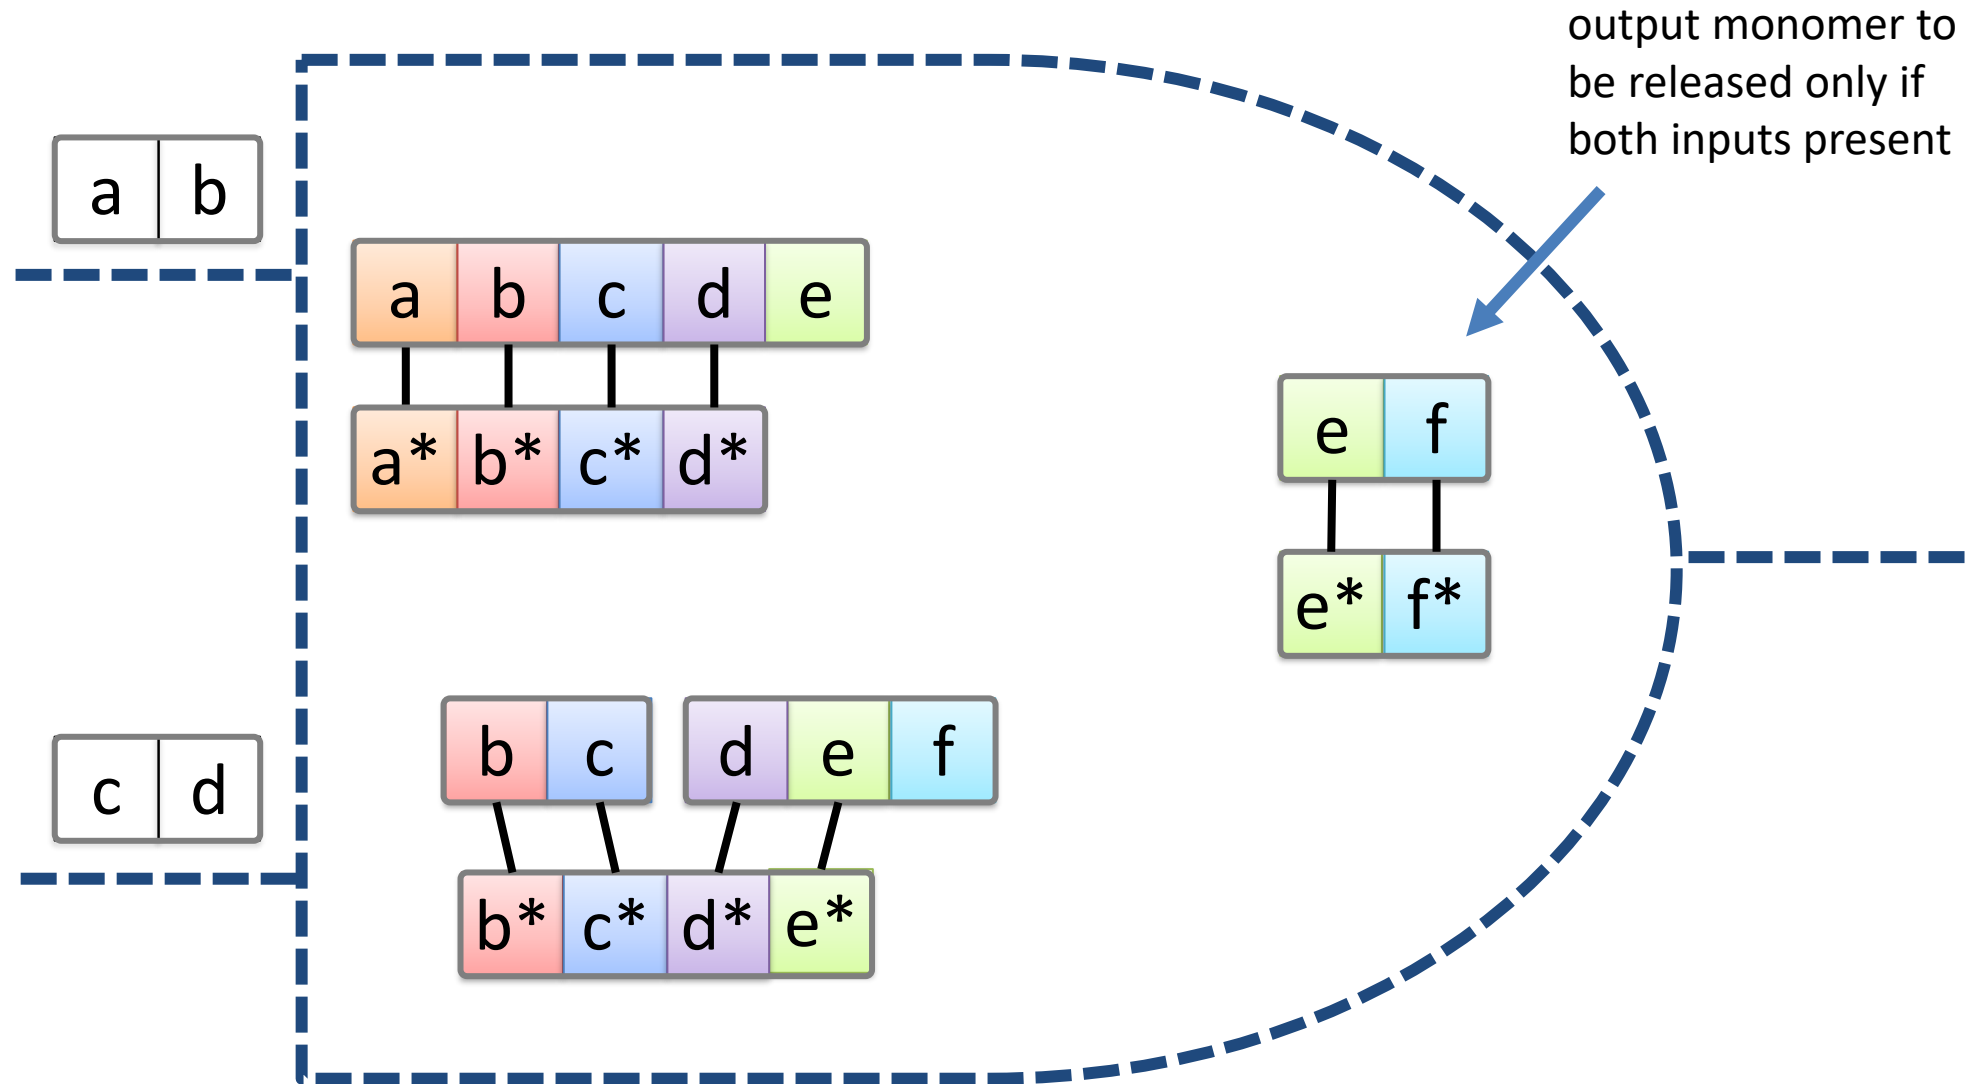 output monomer to
be released only if
both inputs present
a b
a b c d e
a* b* c* d*
e f
e* f*
b c d e f
c d
b* c* d* e*